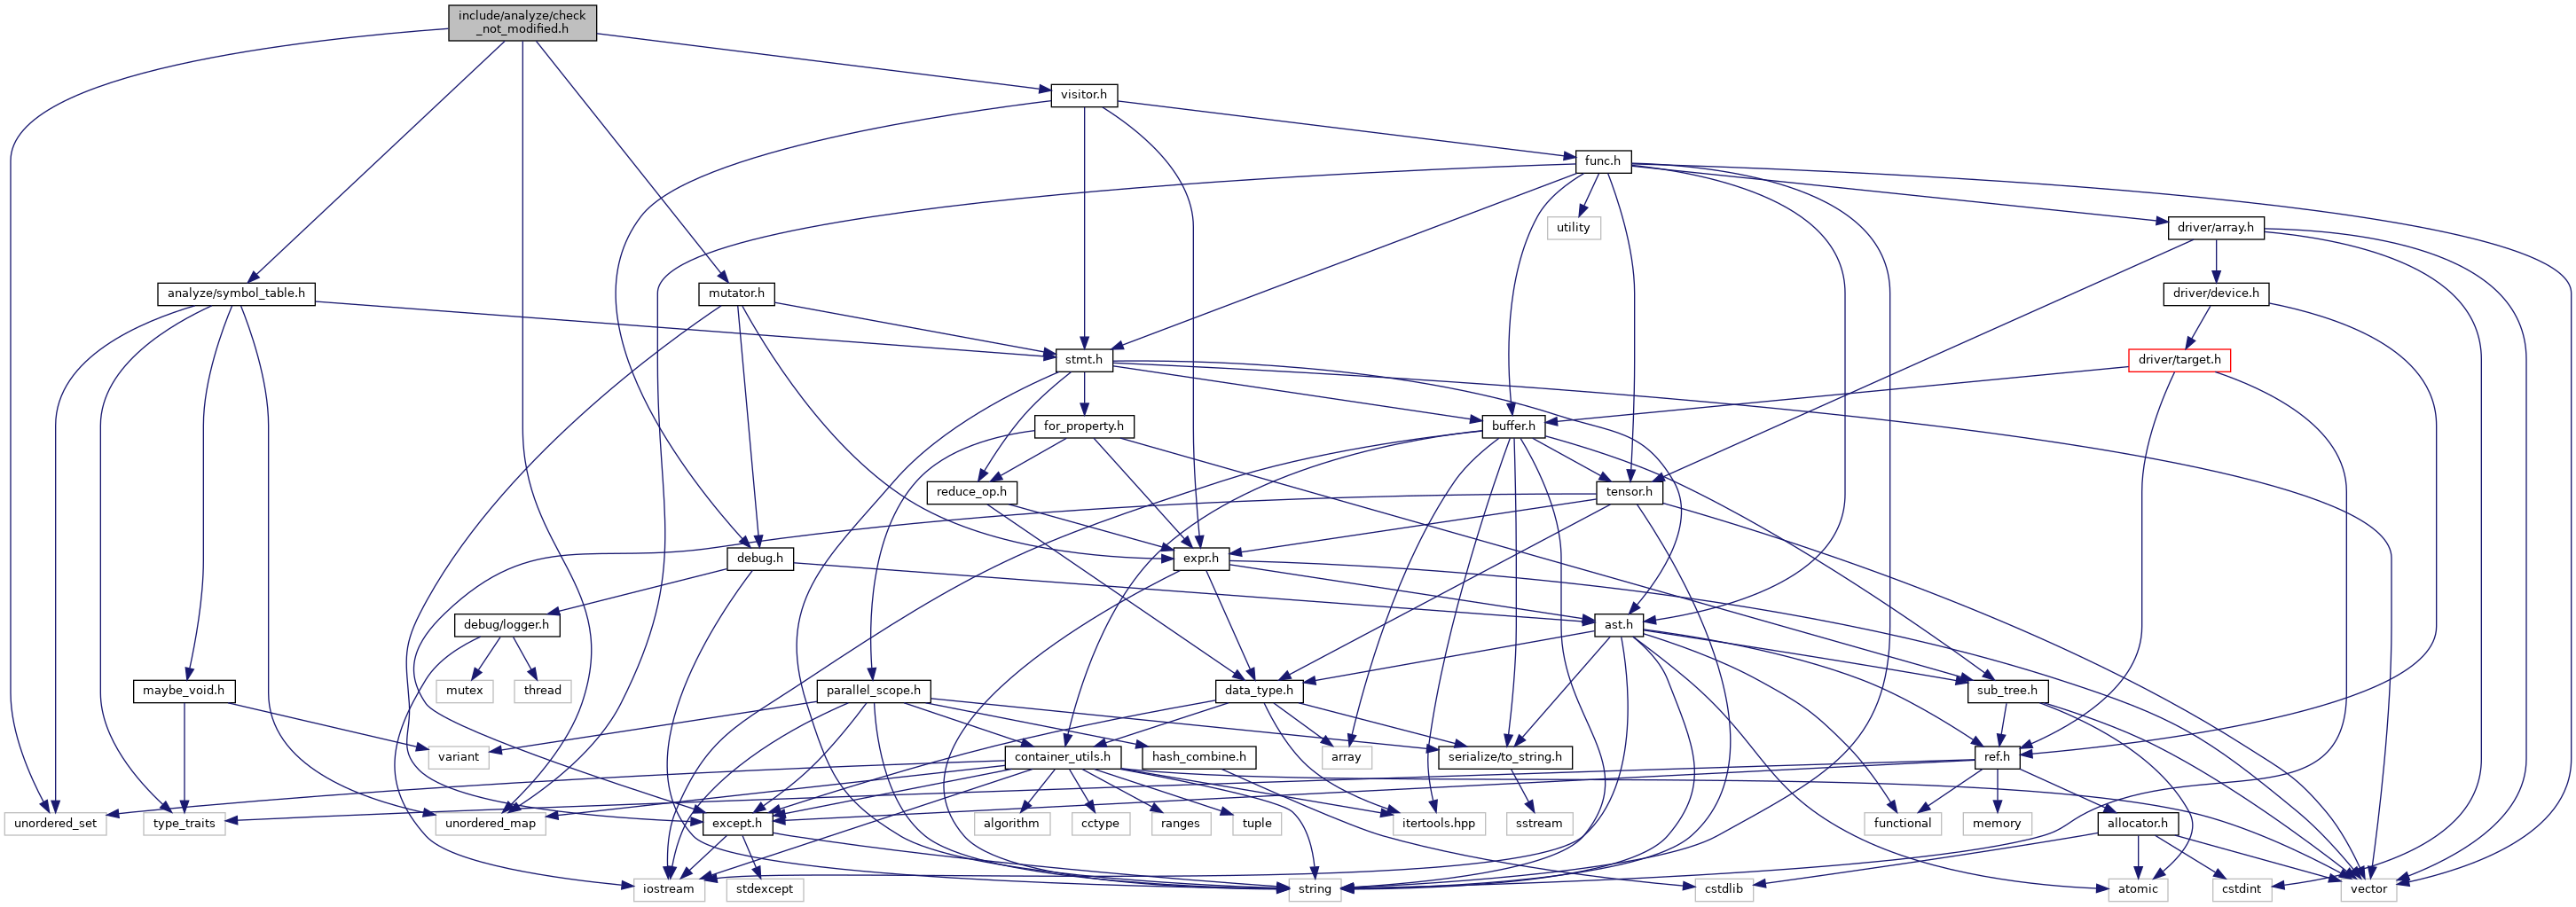 include/analyze/check
_not_modified.h
visitor.h
func.h
utility
driver/array.h
analyze/symbol_table.h
mutator.h
driver/device.h
stmt.h
driver/target.h
for_property.h
buffer.h
reduce_op.h
tensor.h
debug.h
expr.h
debug/logger.h
ast.h
maybe_void.h
mutex
thread
parallel_scope.h
data_type.h
sub_tree.h
variant
container_utils.h
hash_combine.h
array
serialize/to_string.h
ref.h
unordered_set
type_traits
unordered_map
except.h
algorithm
cctype
ranges
tuple
itertools.hpp
sstream
functional
memory
allocator.h
iostream
stdexcept
string
cstdlib
atomic
cstdint
vector